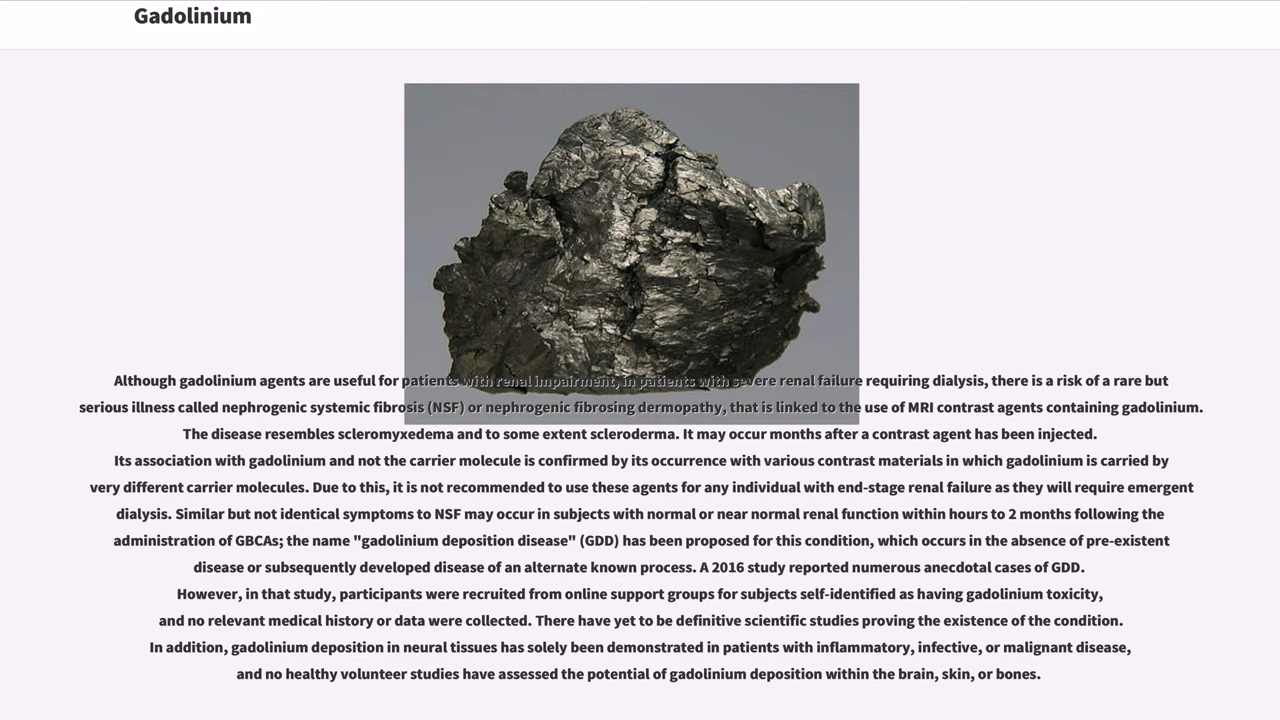 Gadolinium
Although gadolinium agents are useful for patients with renal impairment, in patients with severe renal failure requiring dialysis, there is a risk of a rare but
serious illness called nephrogenic systemic fibrosis (NSF) or nephrogenic fibrosing dermopathy, that is linked to the use of MRI contrast agents containing gadolinium.
The disease resembles scleromyxedema and to some extent scleroderma. It may occur months after a contrast agent has been injected.
Its association with gadolinium and not the carrier molecule is confirmed by its occurrence with various contrast materials in which gadolinium is carried by
very different carrier molecules. Due to this, it is not recommended to use these agents for any individual with end-stage renal failure as they will require emergent
dialysis. Similar but not identical symptoms to NSF may occur in subjects with normal or near normal renal function within hours to 2 months following the
administration of GBCAs; the name "gadolinium deposition disease" (GDD) has been proposed for this condition, which occurs in the absence of pre-existent
disease or subsequently developed disease of an alternate known process. A 2016 study reported numerous anecdotal cases of GDD.
However, in that study, participants were recruited from online support groups for subjects self-identified as having gadolinium toxicity,
and no relevant medical history or data were collected. There have yet to be definitive scientific studies proving the existence of the condition.
In addition, gadolinium deposition in neural tissues has solely been demonstrated in patients with inflammatory, infective, or malignant disease,
and no healthy volunteer studies have assessed the potential of gadolinium deposition within the brain, skin, or bones.